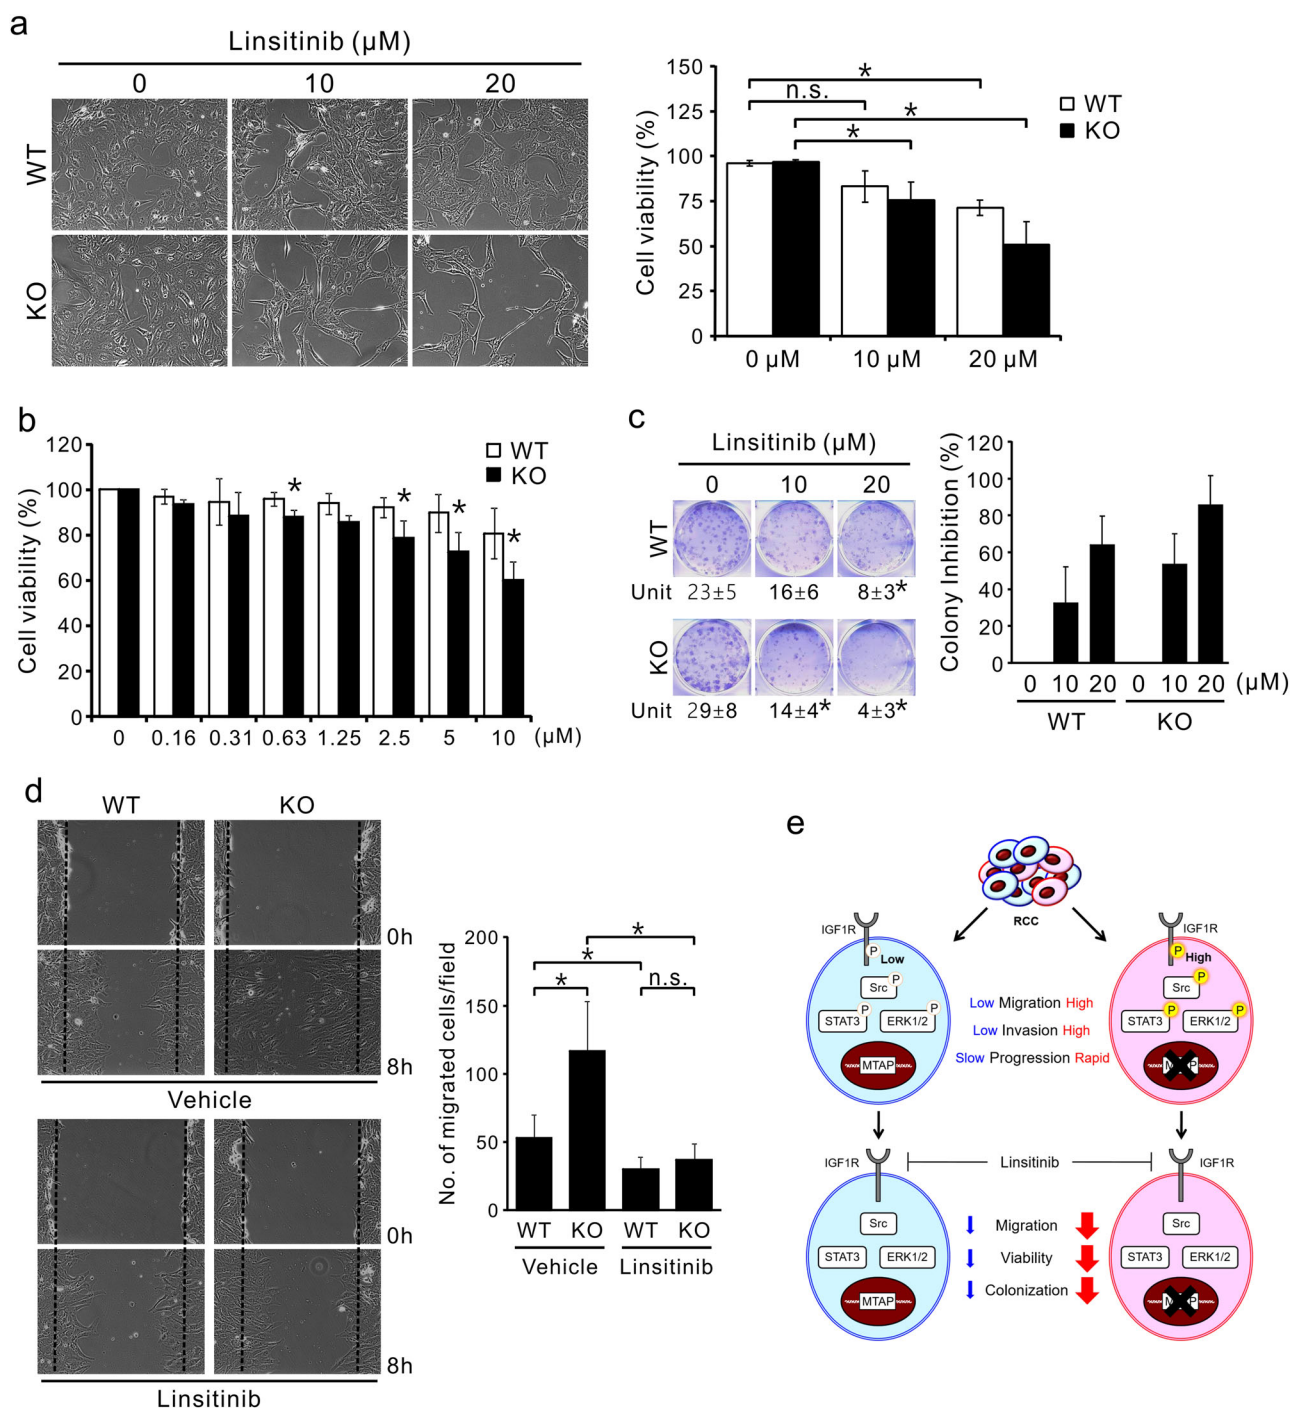 a
Linsitinib (μM)
0 10 20
WT
KO
Cell viability (%)
150
125
100
75
50
25
0
* n.s. * *
WT
KO
0 μM 10 μM 20 μM
b
Cell viability (%)
120
100
80
60
40
20
0
WT
KO
* * * *
0 0.16 0.31 0.63 1.25 2.5 5 10 (μM)
c
Linsitinib (μM)
0 10 20
WT
Unit 23±5 16±6 8±3*
KO
Unit 29±8 14±4* 4±3*
Colony Inhibition (%)
120
100
80
60
40
20
0
0 10 20 0 10 20 (μM)
WT KO
d
WT KO
0h
8h
Vehicle
0h
8h
Linsitinib
No. of migrated cells/field
200
150
100
50
0
*
*
* n.s.
WT KO WT KO
Vehicle Linsitinib
e
RCC
IGF1R IGF1R
P Low P High
Src P Src P
STAT3 P ERK1/2 P STAT3 P ERK1/2 P
Low Migration High
Low Invasion High
Slow Progression Rapid
MTAP M P
IGF1R Linsitinib IGF1R
Src Migration Src
STAT3 ERK1/2 Viability STAT3 ERK1/2
MTAP Colonization M P